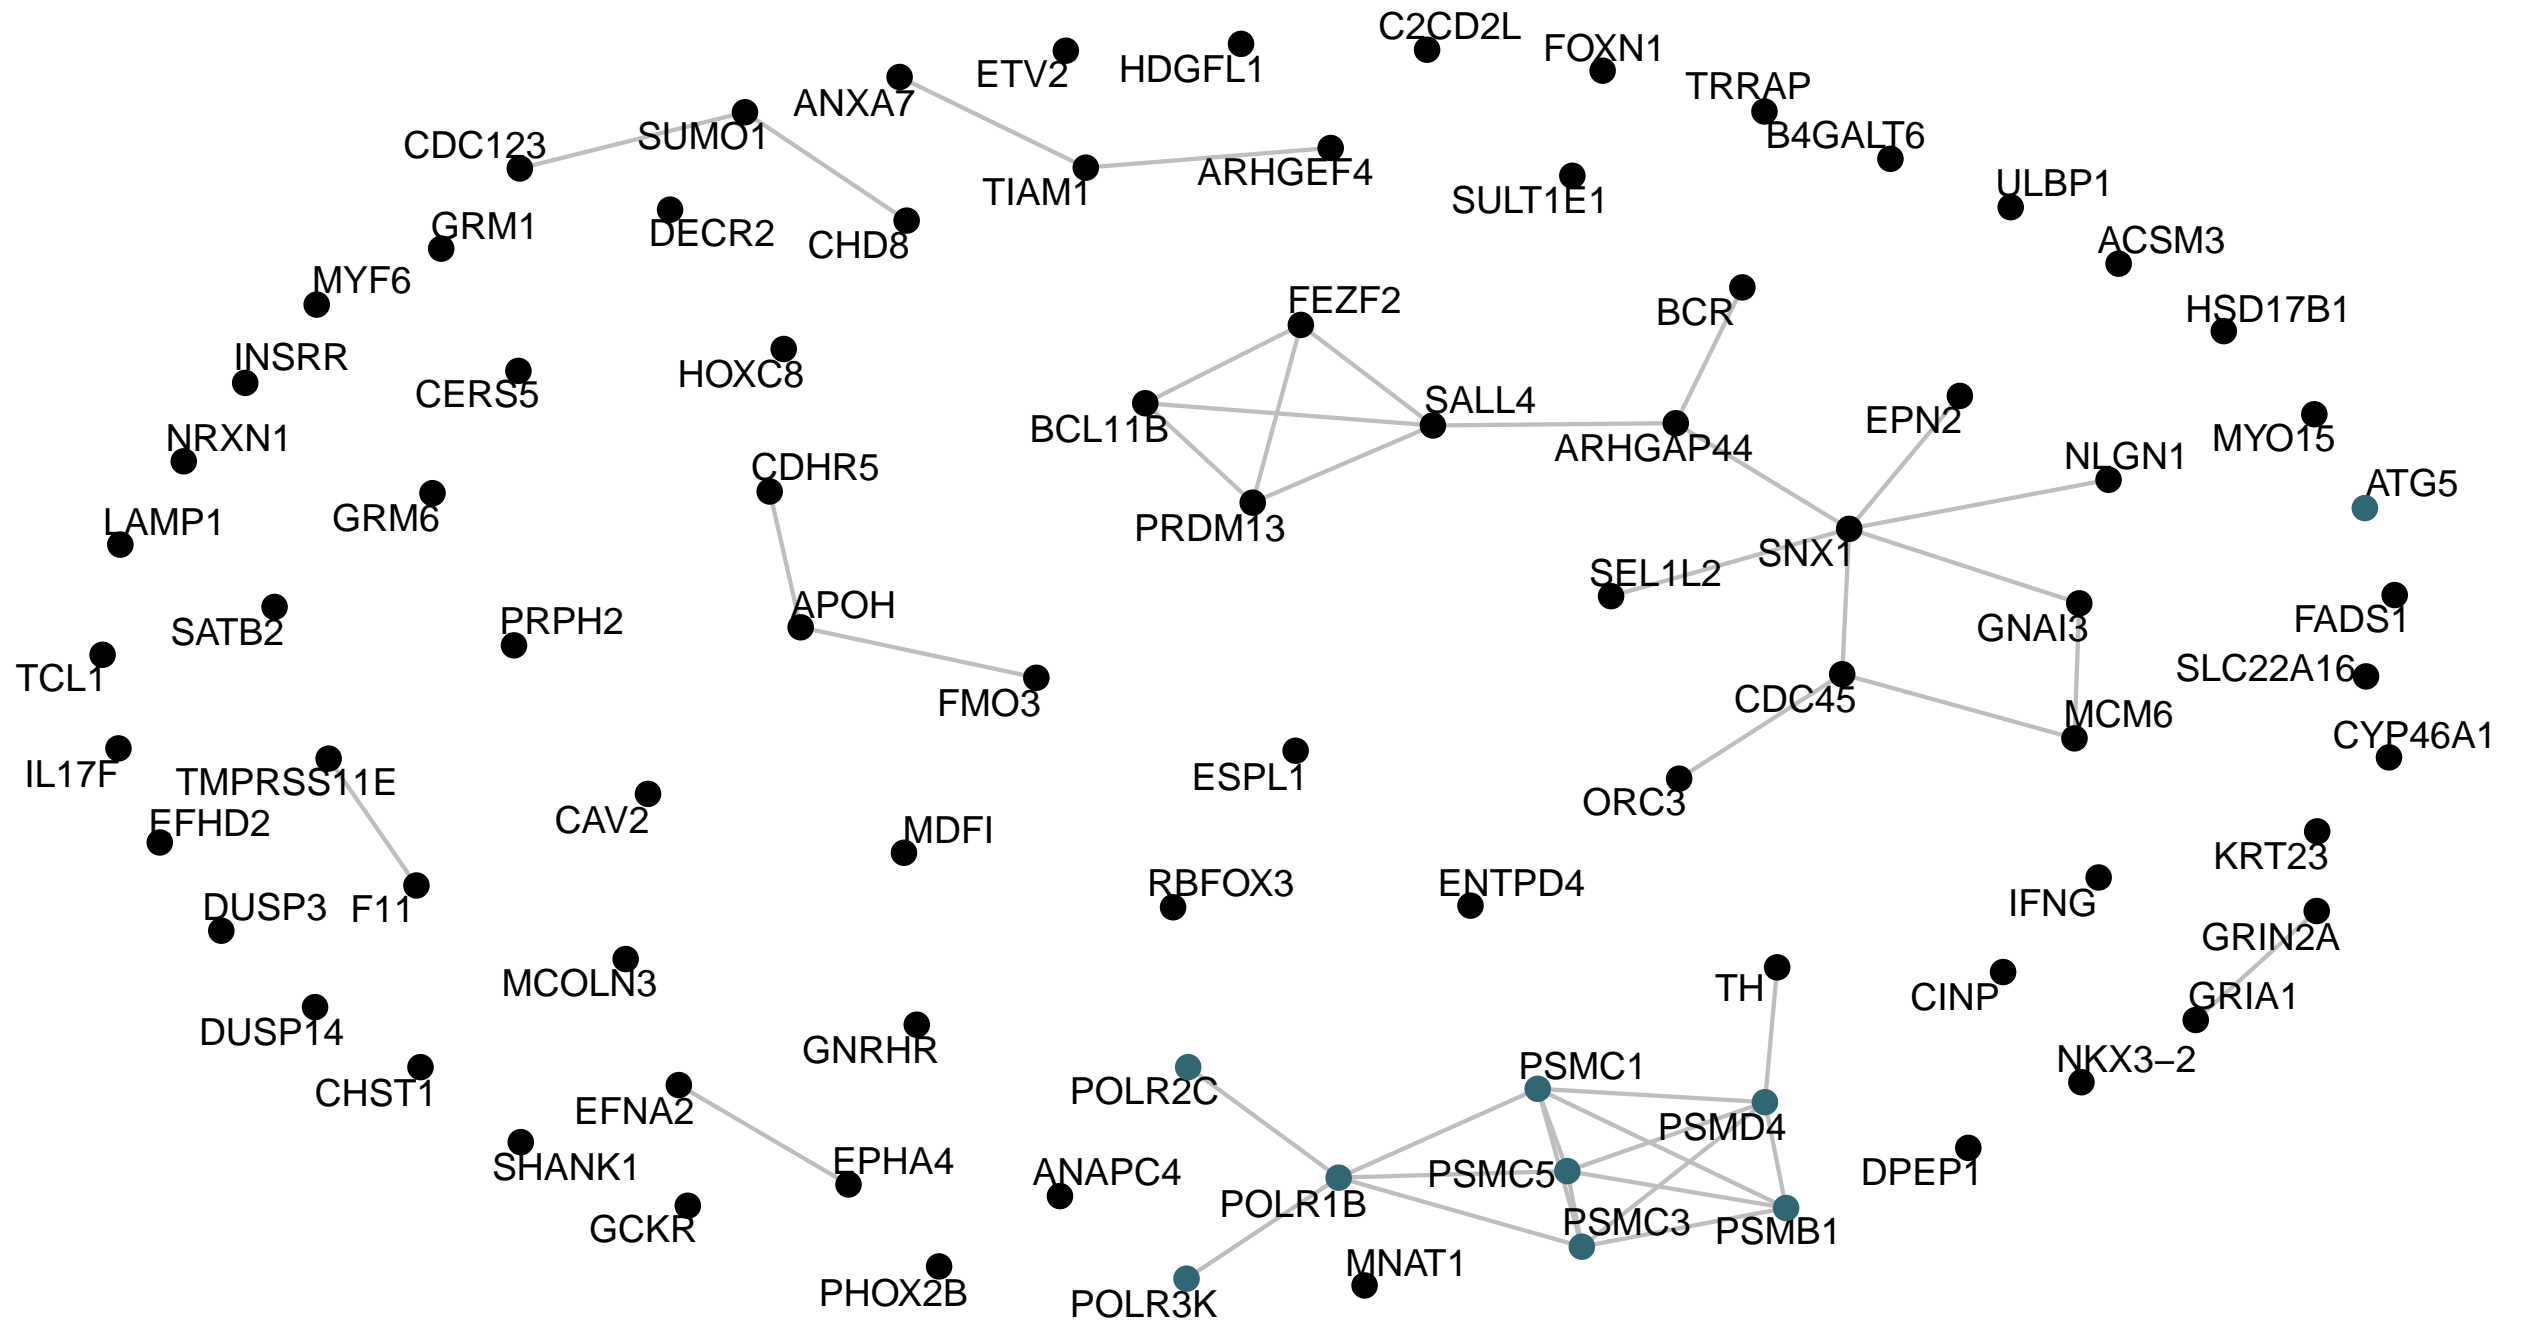 C2CD2L
FOXN1
ETV2
HDGFL1
TRRAP
ANXA7
B4GALT6
SUMO1
CDC123
ARHGEF4
TIAM1
SULT1E1
ULBP1
GRM1
DECR2
CHD8
ACSM3
MYF6
FEZF2
BCR
HSD17B1
INSRR
HOXC8
CERS5
SALL4
EPN2
BCL11B
NRXN1
ARHGAP44
MYO15
NLGN1
CDHR5
ATG5
GRM6
LAMP1
PRDM13
SNX1
SEL1L2
APOH
PRPH2
SATB2
GNAI3
FADS1
SLC22A16
TCL1
FMO3
CDC45
MCM6
CYP46A1
IL17F
TMPRSS11E
ESPL1
ORC3
EFHD2
CAV2
MDFI
KRT23
RBFOX3
ENTPD4
IFNG
DUSP3
F11
GRIN2A
MCOLN3
TH
CINP
GRIA1
DUSP14
GNRHR
NKX3−2
PSMC1
CHST1
POLR2C
EFNA2
PSMD4
EPHA4
SHANK1
ANAPC4
PSMC5
DPEP1
POLR1B
GCKR
PSMC3
PSMB1
MNAT1
PHOX2B
POLR3K